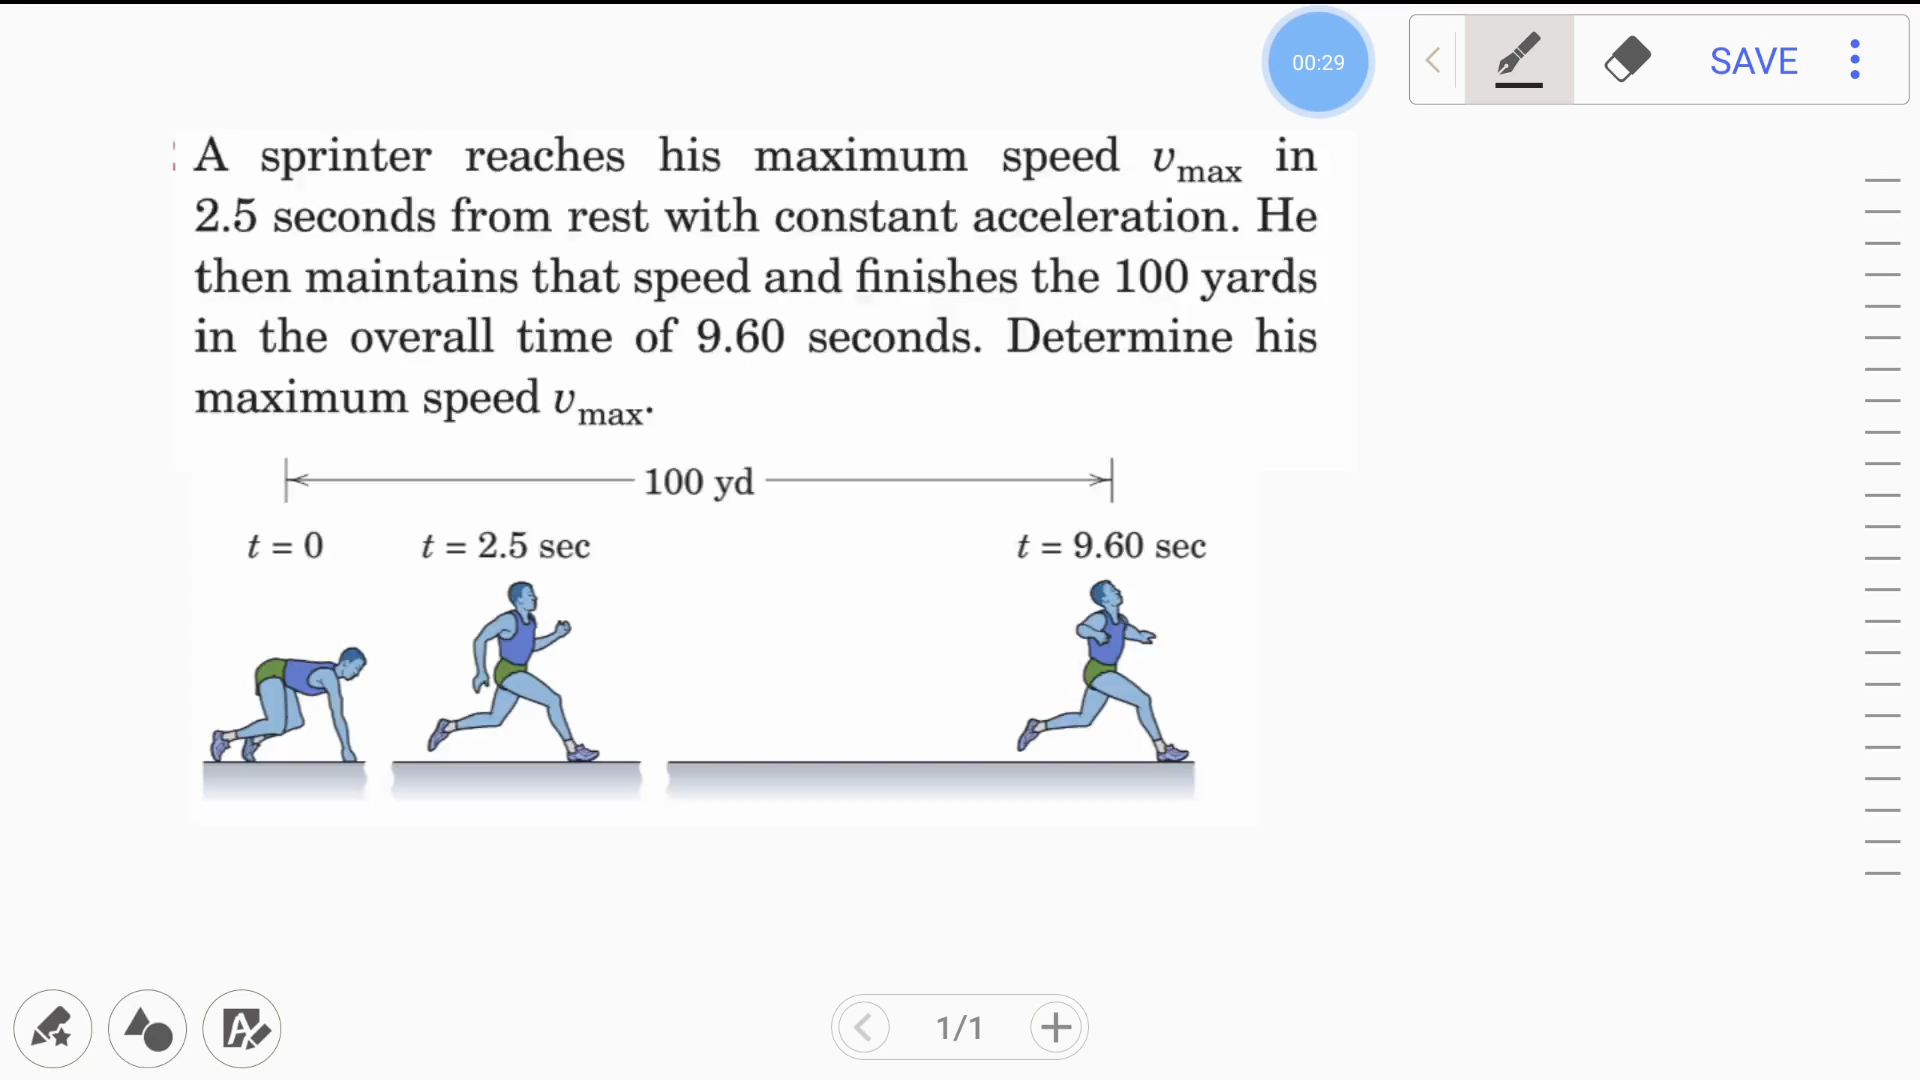 00:29
SAVE
A sprinter reaches his maximum speed vmax in
2.5 seconds from rest with constant acceleration. He
then maintains that speed and finishes the 100 yards
in the overall time of 9.60 seconds. Determine his
maximum speed vmax.
100 yd
t = 0 t = 2.5 sec t = 9.60 sec
A
1/1